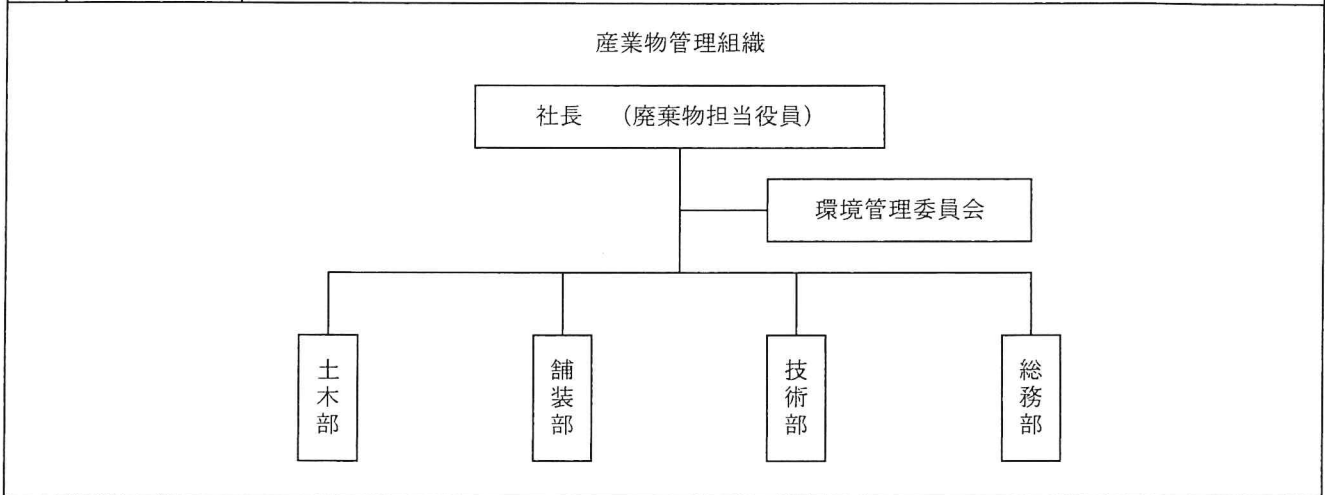 産業物管理組織
社長 （廃棄物担当役員）
環境管理委員会
土木部
舗装部
技術部
総務部